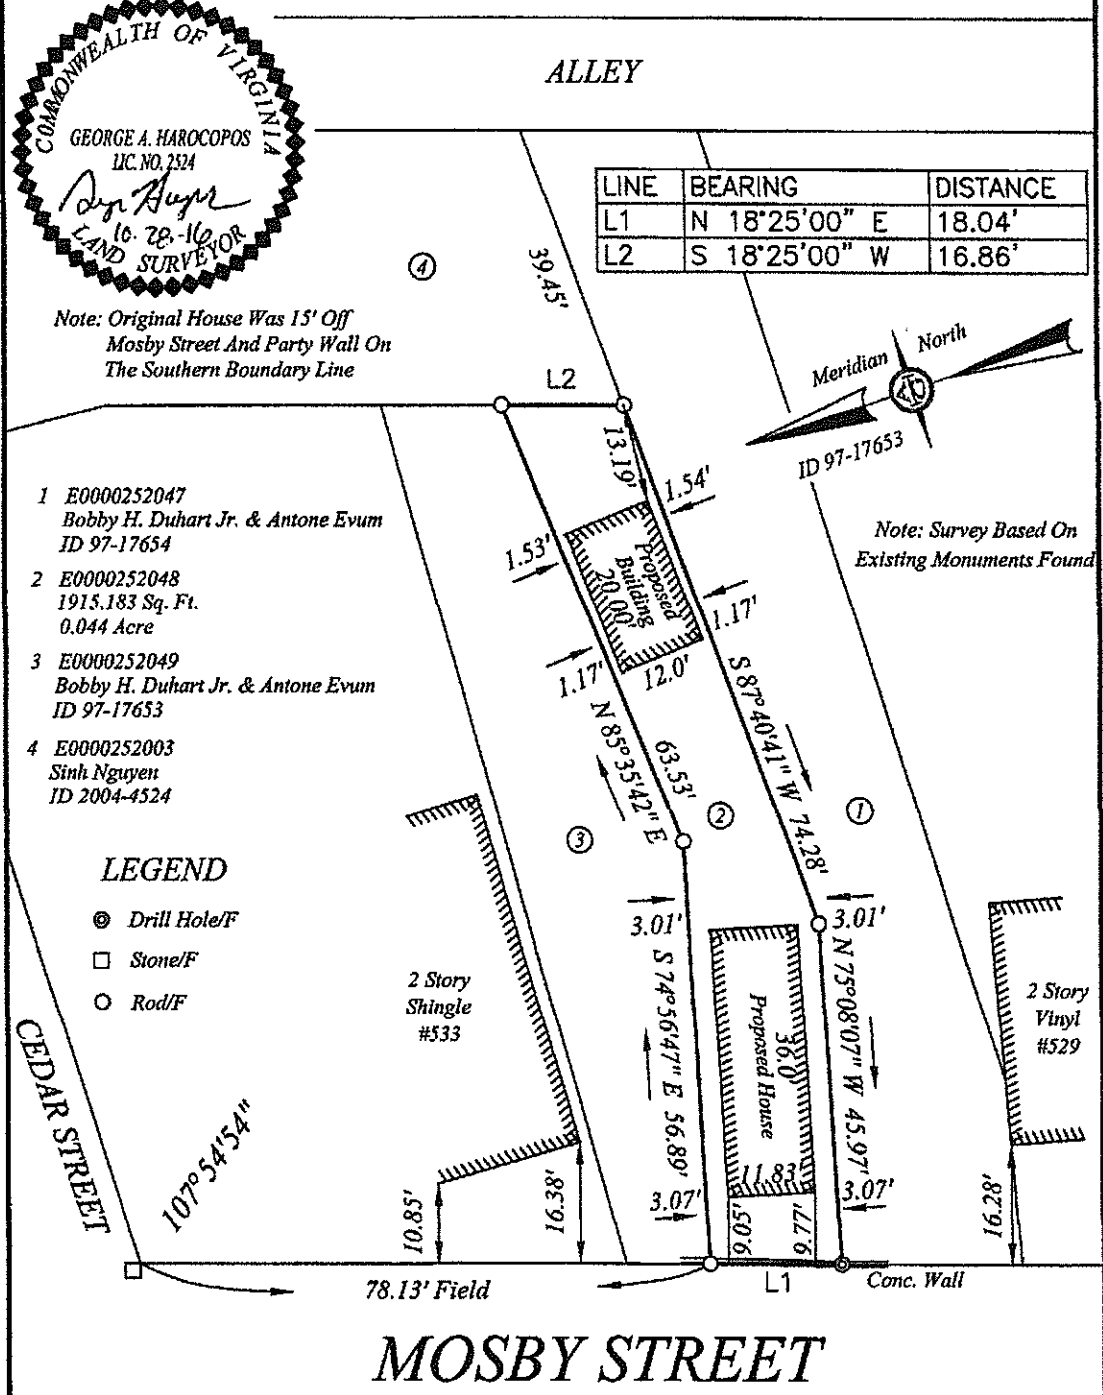 COMMONWEALTH OF VIRGINIA
GEORGE A. HAROCOPOS
LIC. NO. 2524
10-28-16
LAND SURVEYOR
ALLEY
LINE BEARING DISTANCE
L1 N 18°25'00" E 18.04'
L2 S 18°25'00" W 16.86'
4
39.45'
Note: Original House Was 15' Off
Mosby Street And Party Wall On
The Southern Boundary Line
L2
Meridian North
ID 97-17653
13.19'
1.54'
1.53'
Proposed
Building
20.00'
1.17'
1.17'
12.0'
Note: Survey Based On
Existing Monuments Found
1 E0000252047
Bobby H. Duhart Jr. & Antone Evum
ID 97-17654
2 E0000252048
1915.183 Sq. Ft.
0.044 Acre
3 E0000252049
Bobby H. Duhart Jr. & Antone Evum
ID 97-17653
4 E0000252003
Sinh Nguyen
ID 2004-4524
S 87°40'41" W 74.28'
N 85°35'42" E
63.53'
2
1
3
LEGEND
Drill Hole/F
Stone/F
Rod/F
3.01'
3.01'
S 74°56'47" E 56.89'
N 75°08'07" W 45.97'
36.0'
Proposed House
11.83'
2 Story
Shingle
#533
2 Story
Vinyl
#529
CEDAR STREET
107°54'54"
10.85'
16.38'
3.07'
3.07'
9.05'
9.77'
16.28'
78.13' Field
L1
Conc. Wall
MOSBY STREET